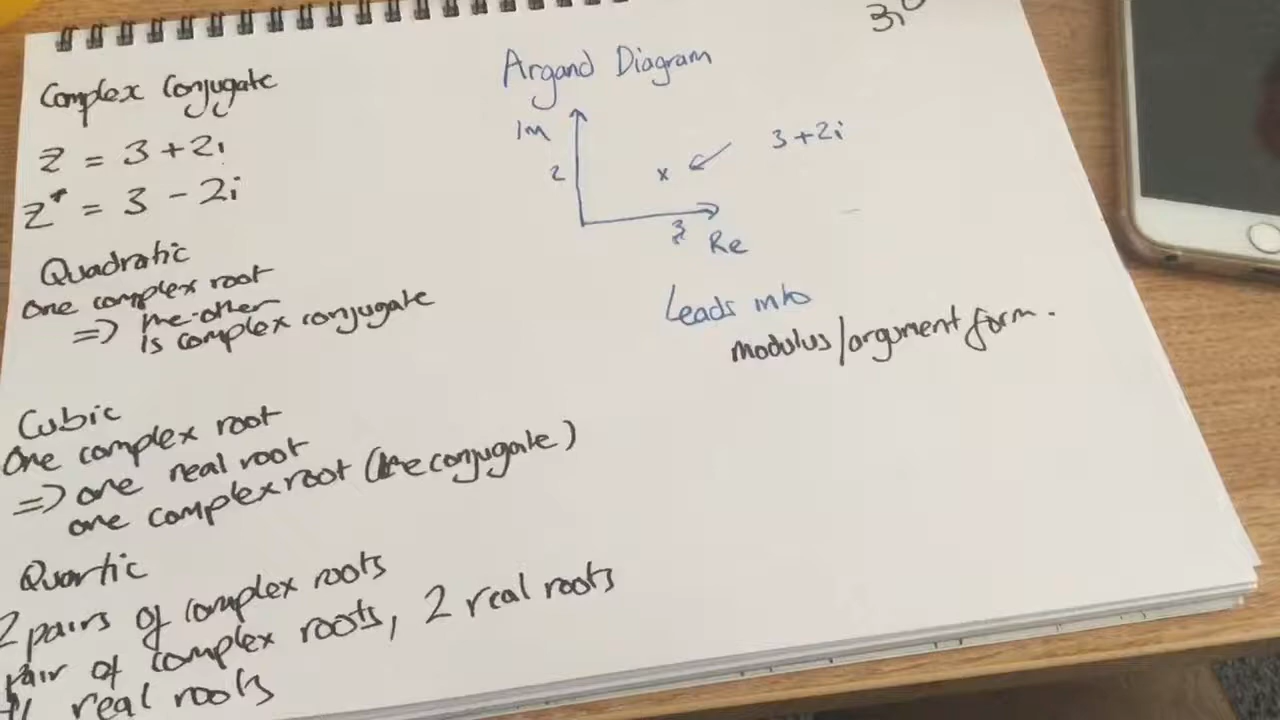 Complex Conjugate
z = 3 + 2i
z* = 3 - 2i
Quadratic
One complex root
=> the other
is complex conjugate
Cubic
One complex root
=> one real root
one complex root (the conjugate)
Quartic
2 pairs of complex roots
pair of complex roots, 2 real roots
4 real roots
Argand Diagram
Im
2
x
3 + 2i
3
Re
Leads into
modulus/argument form.